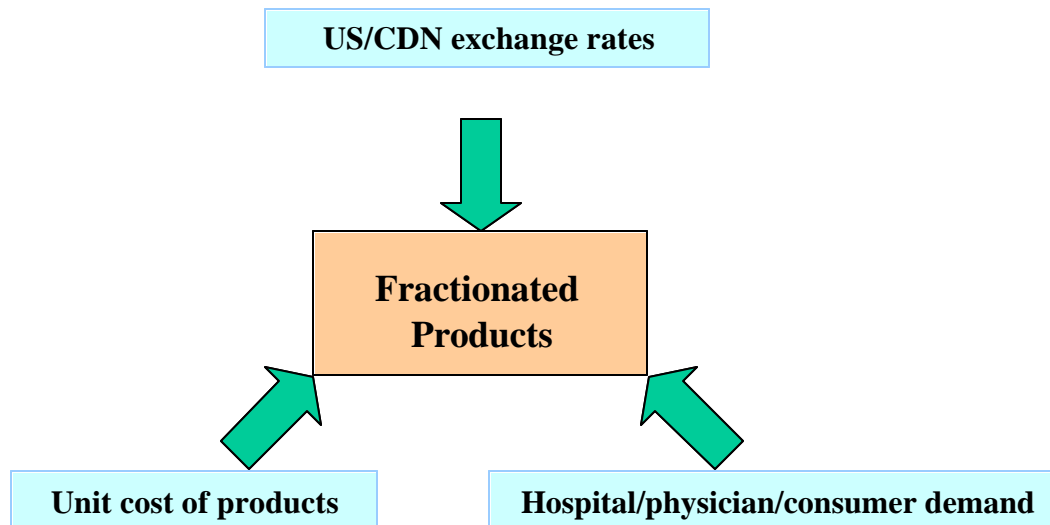 US/CDN exchange rates
Fractionated
Products
Unit cost of products
Hospital/physician/consumer demand